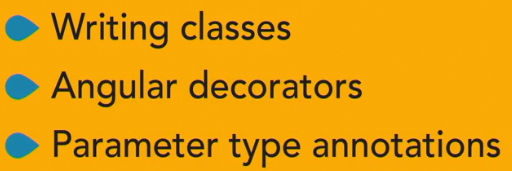 Writing classes
Angular decorators
Parameter type annotations